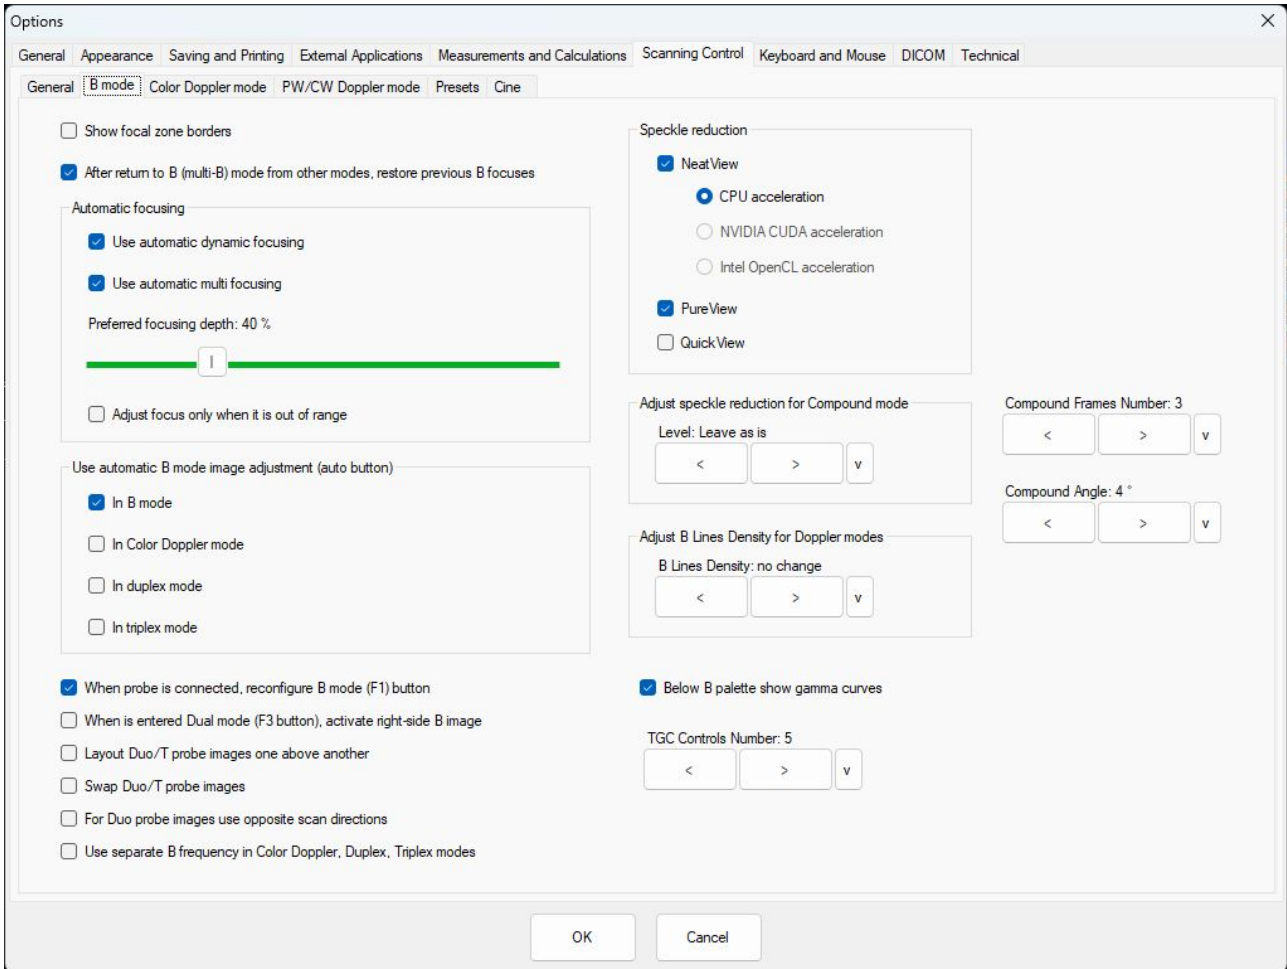 Options
General Appearance Saving and Printing External Applications Measurements and Calculations Scanning Control Keyboard and Mouse DICOM Technical
General B mode Color Doppler mode PW/CW Doppler mode Presets Cine
Show focal zone borders
After return to B (multi-B) mode from other modes, restore previous B focuses
Automatic focusing
Use automatic dynamic focusing
Use automatic multi focusing
Preferred focusing depth: 40 %
Adjust focus only when it is out of range
Use automatic B mode image adjustment (auto button)
In B mode
In Color Doppler mode
In duplex mode
In triplex mode
When probe is connected, reconfigure B mode (F1) button
When is entered Dual mode (F3 button), activate right-side B image
Layout Duo/T probe images one above another
Swap Duo/T probe images
For Duo probe images use opposite scan directions
Use separate B frequency in Color Doppler, Duplex, Triplex modes
Speckle reduction
NeatView
CPU acceleration
NVIDIA CUDA acceleration
Intel OpenCL acceleration
PureView
QuickView
Adjust speckle reduction for Compound mode
Level: Leave as is
< > v
Adjust B Lines Density for Doppler modes
B Lines Density: no change
< > v
Below B palette show gamma curves
TGC Controls Number: 5
< > v
Compound Frames Number: 3
< > v
Compound Angle: 4 °
< > v
OK Cancel